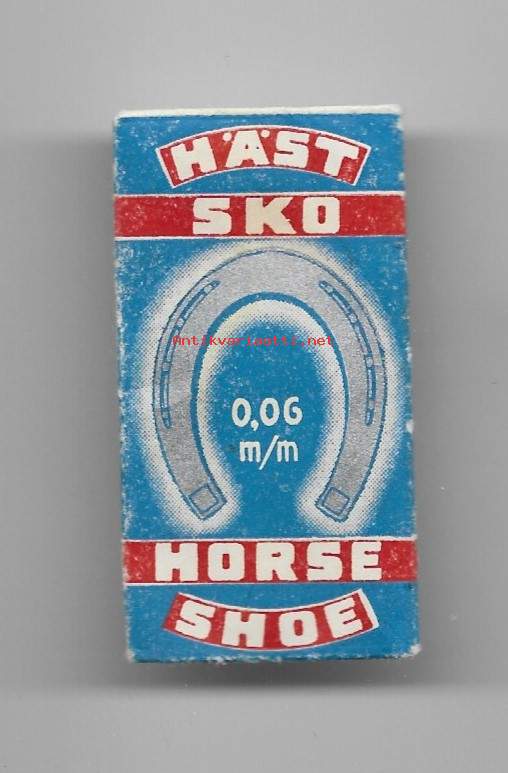 HÄST
SKO
Antikvariaatti.net
0,06
m/m
HORSE
SHOE